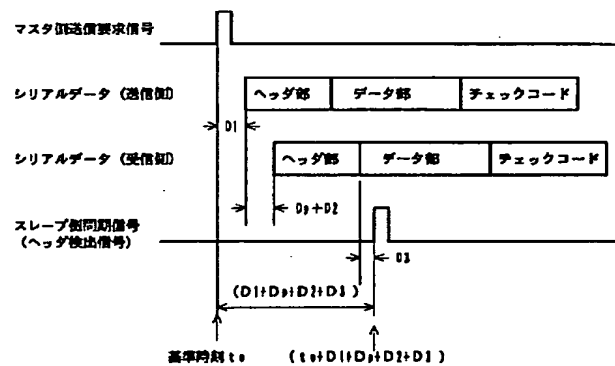 マスタ側送信要求信号
シリアルデータ (送信側)
ヘッダ部 データ部 チェックコード
D1
シリアルデータ (受信側)
ヘッダ部 データ部 チェックコード
Dp+D2
スレーブ側同期信号
(ヘッダ検出信号)
D3
(D1+Dp+D2+D3)
基準時刻to (to+D1+Dp+D2+D3)